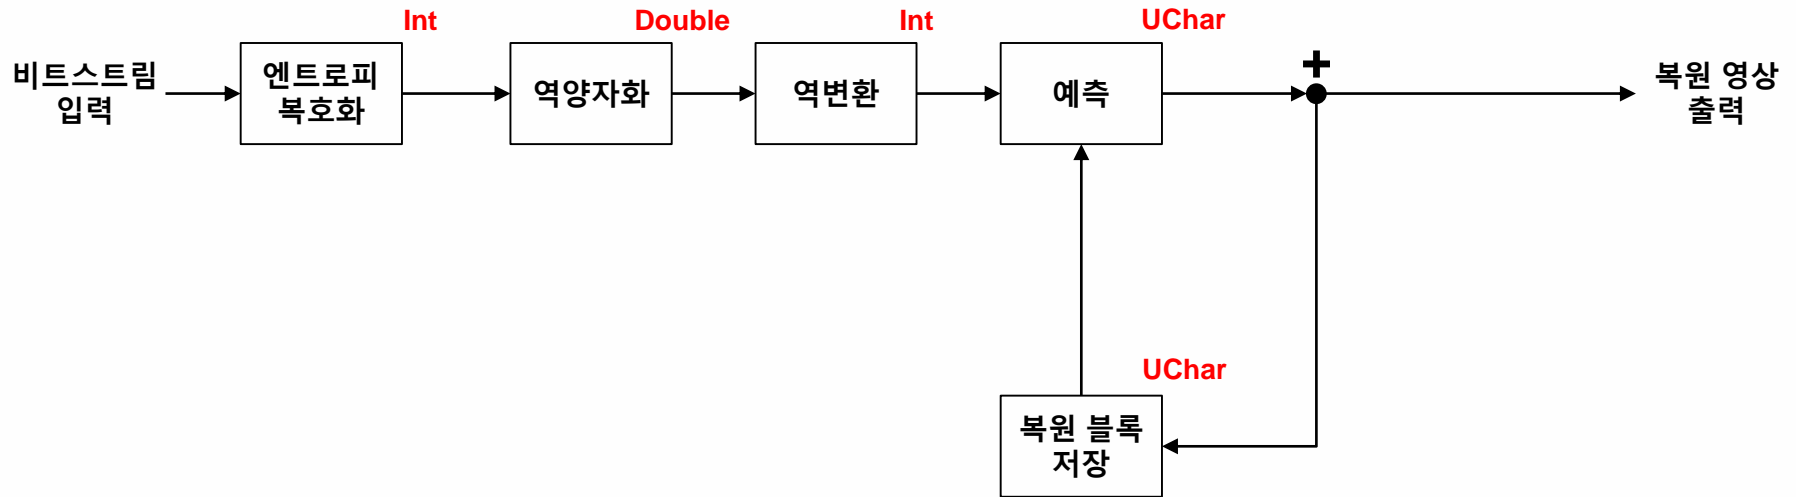 Int
Double
Int
UChar
비트스트림
입력
엔트로피
복호화
역양자화
역변환
예측
+
복원 영상
출력
UChar
복원 블록
저장